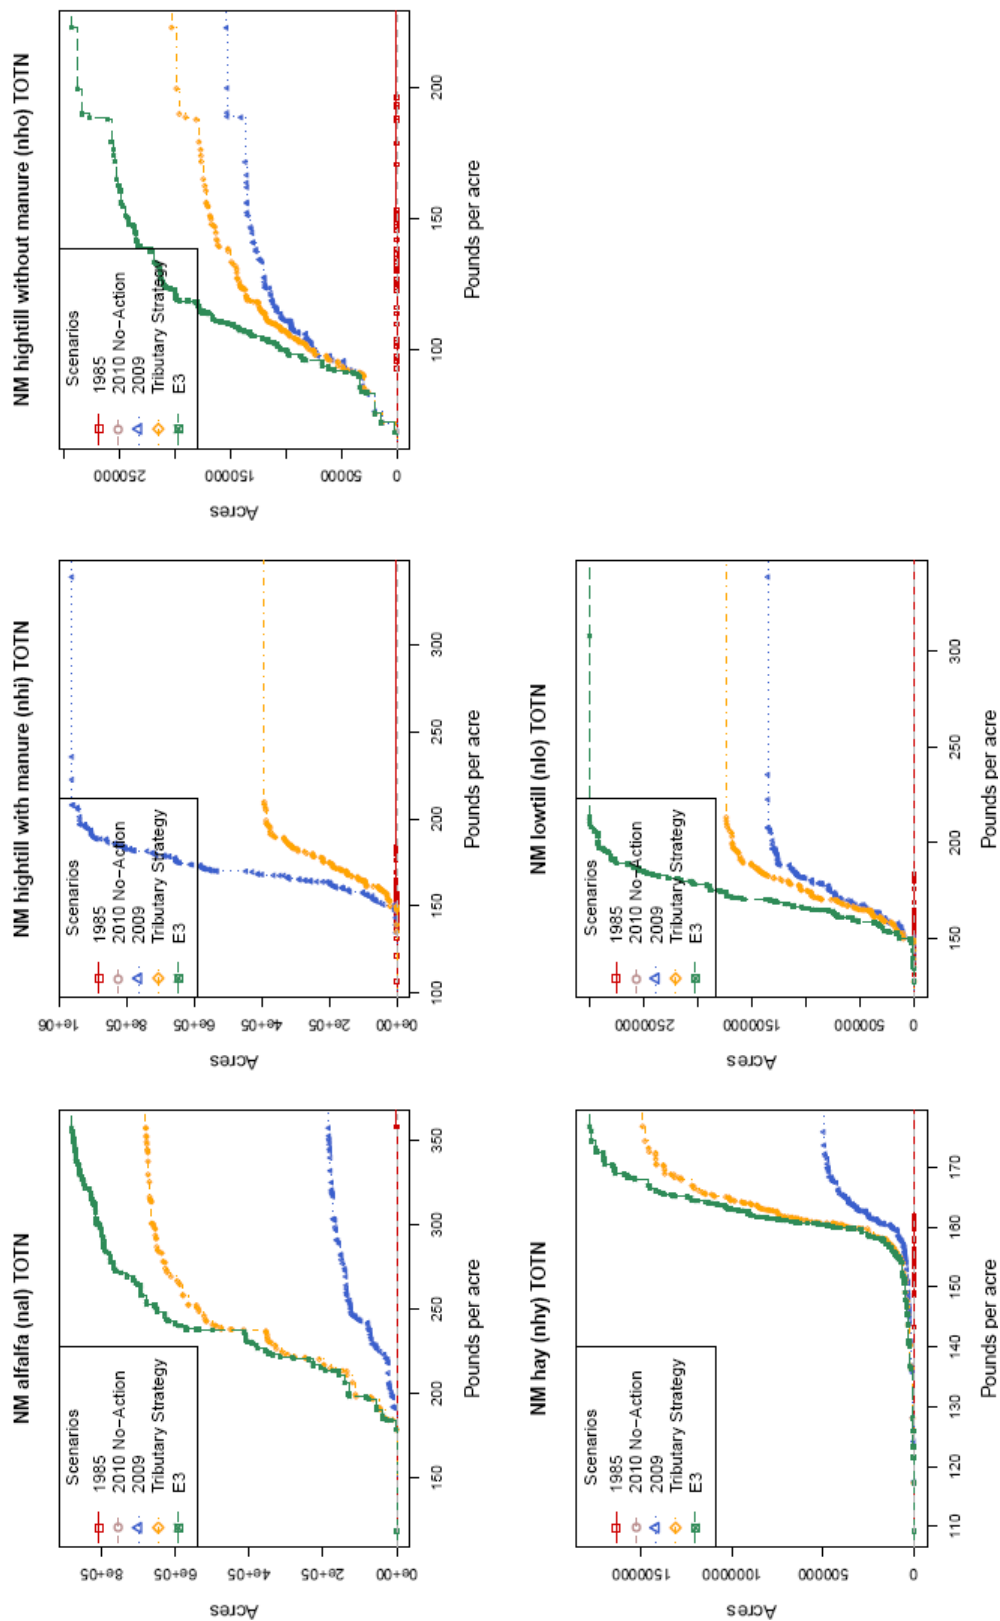 NM alfalfa (nal) TOTN
Acres
8e+05
6e+05
4e+05
2e+05
0e+00
Scenarios
1985
2010 No−Action
2009
Tributary Strategy
E3
150 200 250 300 350
Pounds per acre
NM hightill with manure (nhi) TOTN
Acres
1e+06
8e+05
6e+05
4e+05
2e+05
0e+00
Scenarios
1985
2010 No−Action
2009
Tributary Strategy
E3
100 150 200 250 300
Pounds per acre
NM hightill without manure (nho) TOTN
Acres
250000
150000
50000
0
Scenarios
1985
2010 No−Action
2009
Tributary Strategy
E3
100 150 200
Pounds per acre
NM hay (nhy) TOTN
Acres
1500000
1000000
500000
0
Scenarios
1985
2010 No−Action
2009
Tributary Strategy
E3
110 120 130 140 150 160 170
Pounds per acre
NM lowtill (nlo) TOTN
Acres
2500000
1500000
500000
0
Scenarios
1985
2010 No−Action
2009
Tributary Strategy
E3
150 200 250 300
Pounds per acre